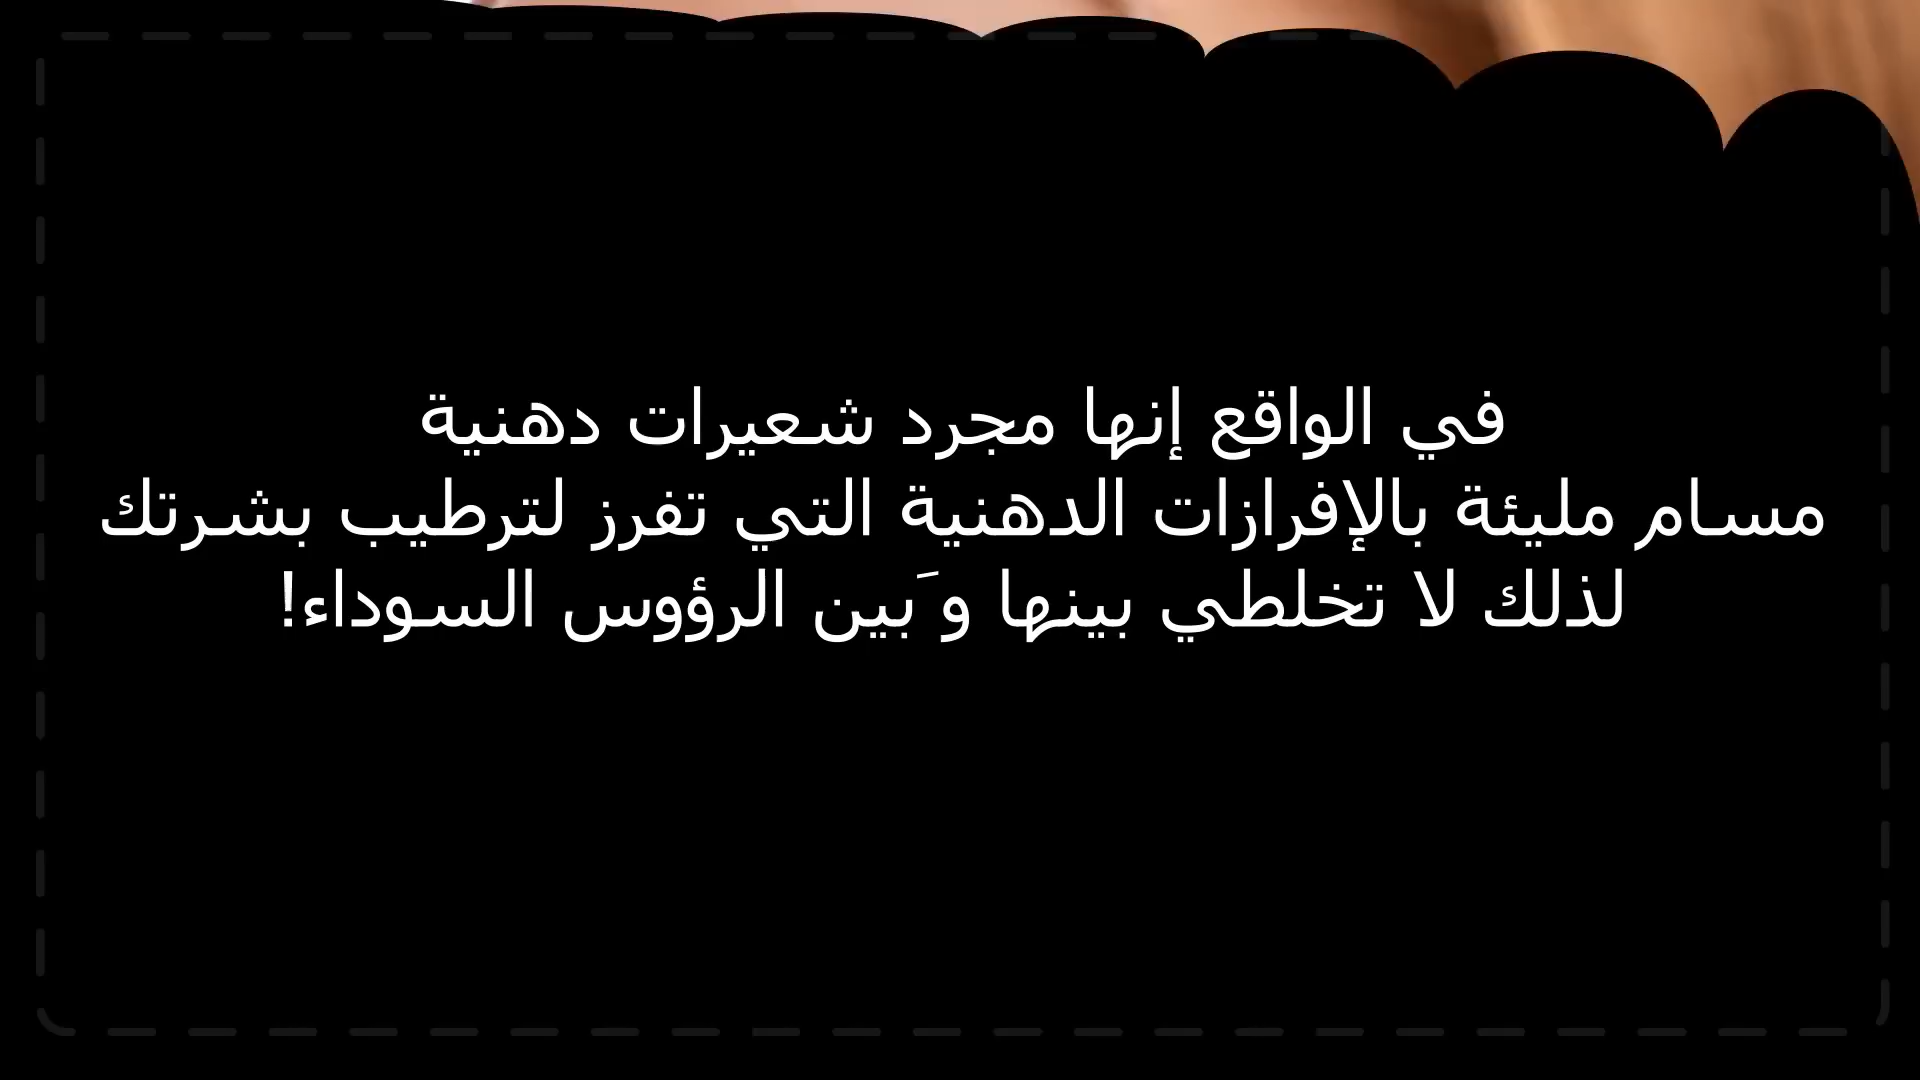 في الواقع إنها مجرد شعيرات دهنية
مسام مليئة بالإفرازات الدهنية التي تفرز لترطيب بشرتك
لذلك لا تخلطي بينها و َبين الرؤوس السوداء!